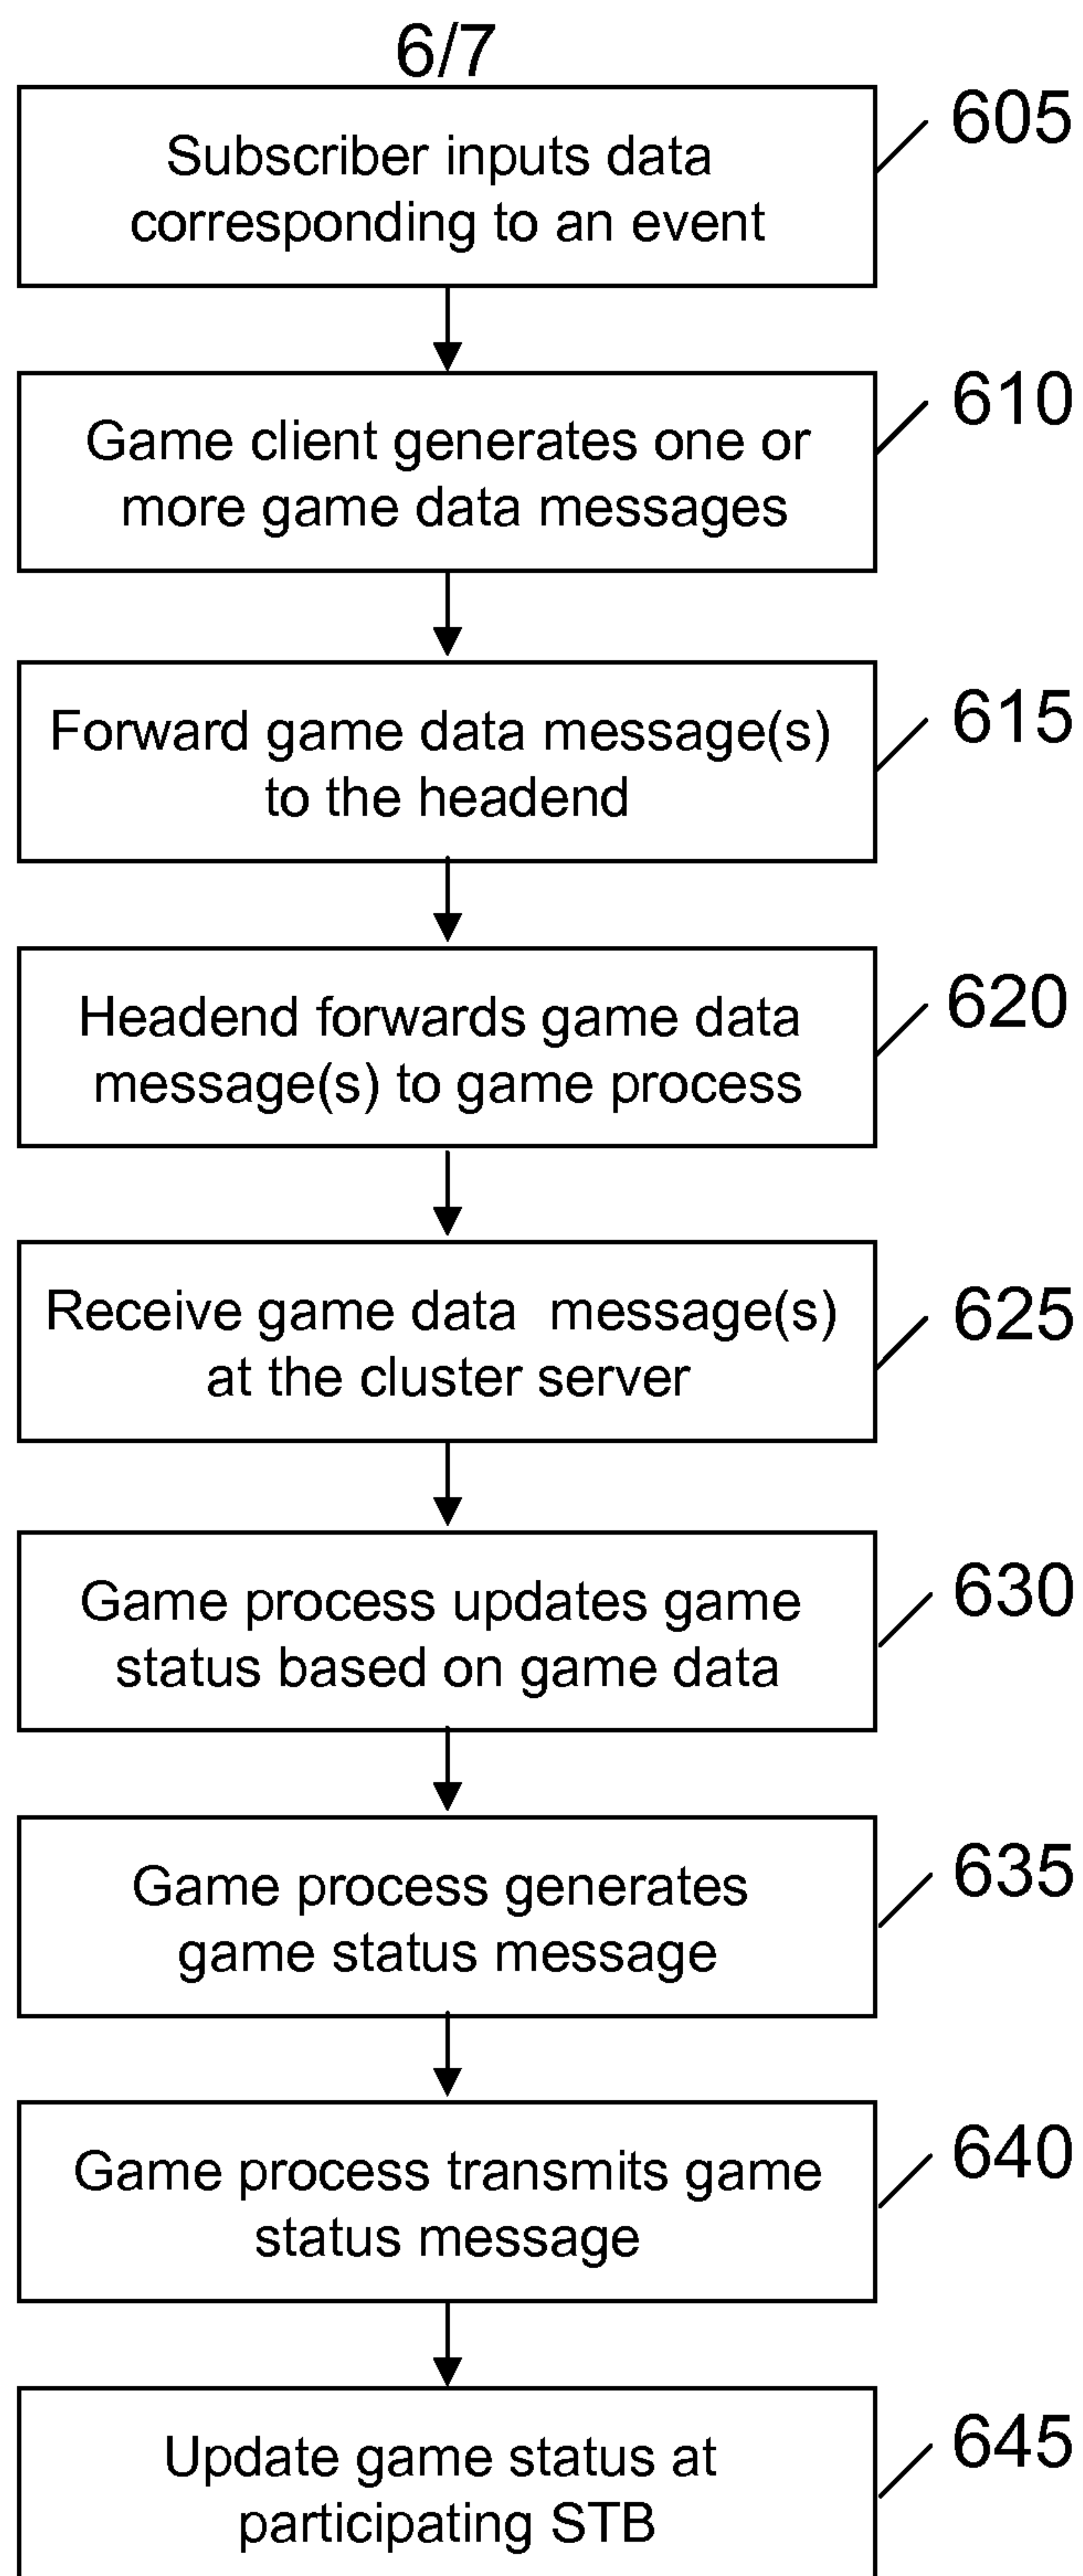 6/7
Subscriber inputs data
corresponding to an event
605
Game client generates one or
more game data messages
610
Forward game data message(s)
to the headend
615
Headend forwards game data
message(s) to game process
620
Receive game data  message(s)
at the cluster server
625
Game process updates game
status based on game data
630
Game process generates
game status message
635
Game process transmits game
status message
640
Update game status at
participating STB
645